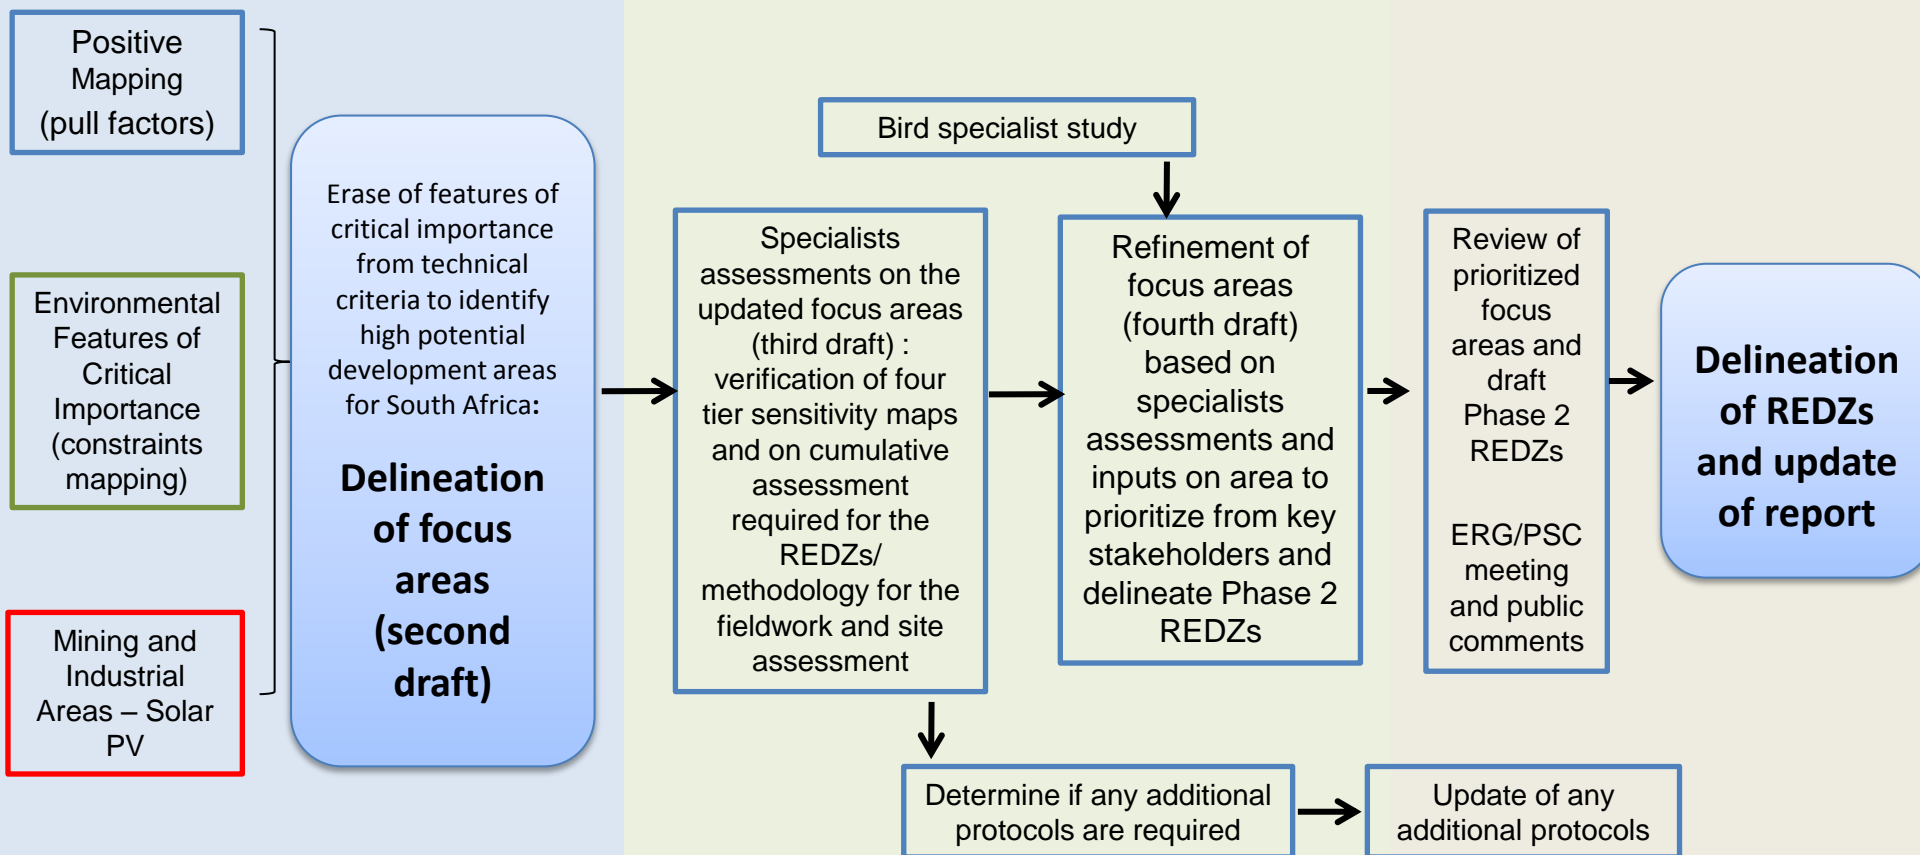 Positive
Mapping
(pull factors)
Environmental
Features of
Critical
Importance
(constraints
mapping)
Mining and
Industrial
Areas – Solar
PV
Erase of features of
critical importance
from technical
criteria to identify
high potential
development areas
for South Africa:
Delineation
of focus
areas
(second
draft)
Bird specialist study
Specialists
assessments on the
updated focus areas
(third draft) :
verification of four
tier sensitivity maps
and on cumulative
assessment
required for the
REDZs/
methodology for the
fieldwork and site
assessment
Refinement of
focus areas
(fourth draft)
based on
specialists
assessments and
inputs on area to
prioritize from key
stakeholders and
delineate Phase 2
REDZs
Review of
prioritized
focus
areas and
draft
Phase 2
REDZs
ERG/PSC
meeting
and public
comments
Delineation
of REDZs
and update
of report
Determine if any additional
protocols are required
Update of any
additional protocols